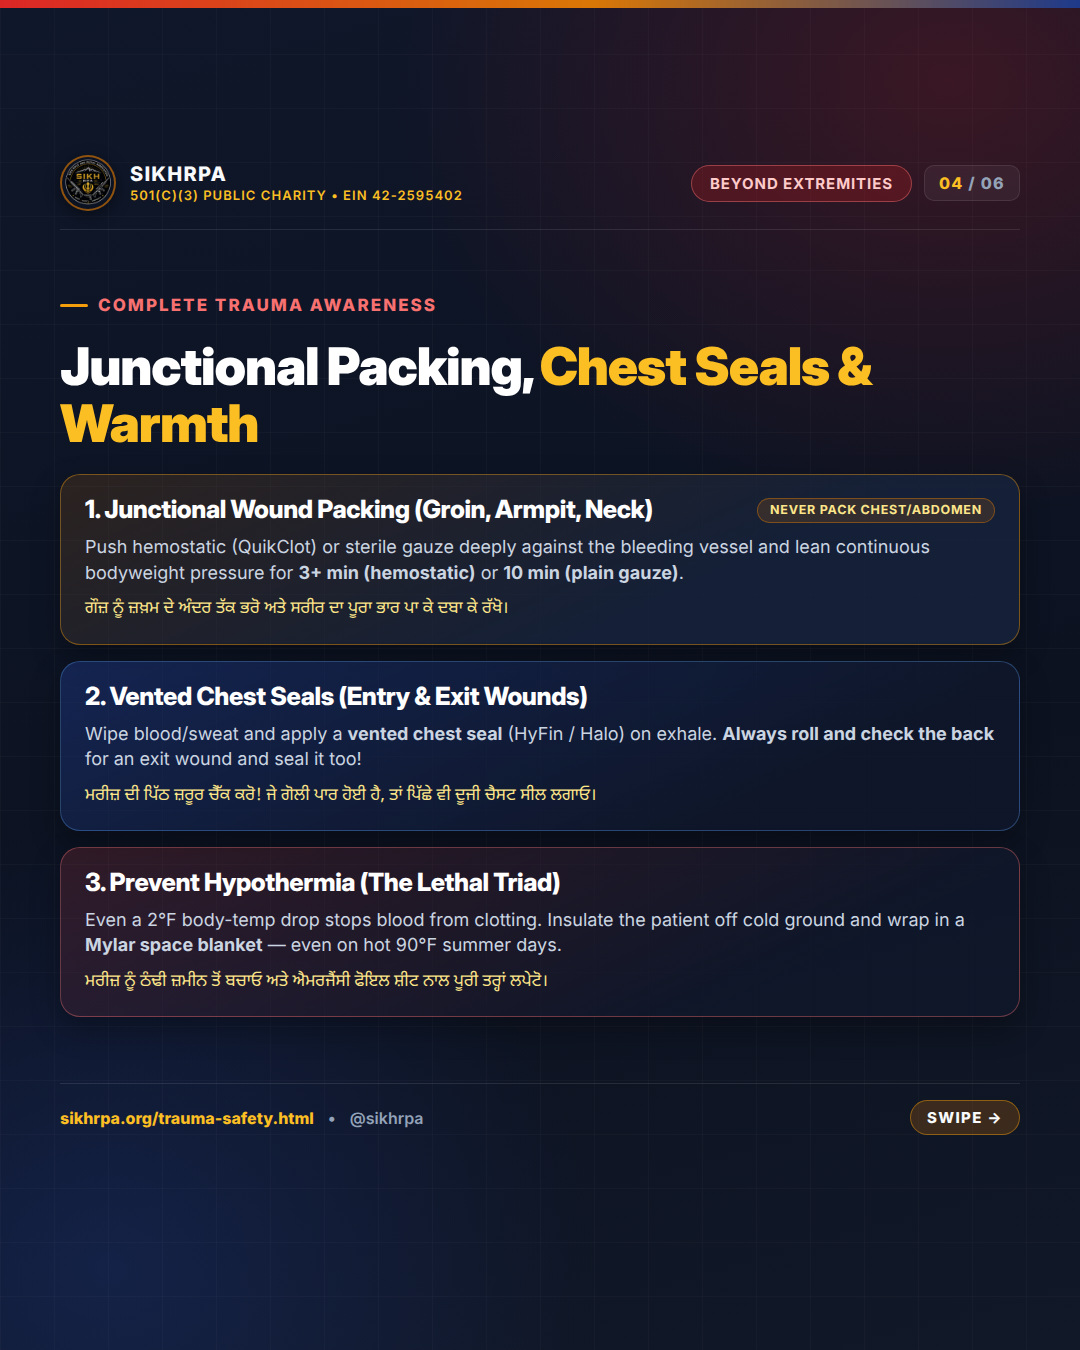 SIKH
SIKHRPA
501(C)(3) PUBLIC CHARITY • EIN 42-2595402
BEYOND EXTREMITIES
04 / 06
COMPLETE TRAUMA AWARENESS
Junctional Packing, Chest Seals &
Warmth
1. Junctional Wound Packing (Groin, Armpit, Neck)
NEVER PACK CHEST/ABDOMEN
Push hemostatic (QuikClot) or sterile gauze deeply against the bleeding vessel and lean continuous
bodyweight pressure for 3+ min (hemostatic) or 10 min (plain gauze).
ਗੌਜ਼ ਨੂੰ ਜ਼ਖ਼ਮ ਦੇ ਅੰਦਰ ਤੱਕ ਭਰੋ ਅਤੇ ਸਰੀਰ ਦਾ ਪੂਰਾ ਭਾਰ ਪਾ ਕੇ ਦਬਾ ਕੇ ਰੱਖੋ।
2. Vented Chest Seals (Entry & Exit Wounds)
Wipe blood/sweat and apply a vented chest seal (HyFin / Halo) on exhale. Always roll and check the back
for an exit wound and seal it too!
ਮਰੀਜ਼ ਦੀ ਪਿੱਠ ਜ਼ਰੂਰ ਚੈੱਕ ਕਰੋ! ਜੇ ਗੋਲੀ ਪਾਰ ਹੋਈ ਹੈ, ਤਾਂ ਪਿੱਛੇ ਵੀ ਦੂਜੀ ਚੈਸਟ ਸੀਲ ਲਗਾਓ।
3. Prevent Hypothermia (The Lethal Triad)
Even a 2°F body-temp drop stops blood from clotting. Insulate the patient off cold ground and wrap in a
Mylar space blanket — even on hot 90°F summer days.
ਮਰੀਜ਼ ਨੂੰ ਠੰਢੀ ਜ਼ਮੀਨ ਤੋਂ ਬਚਾਓ ਅਤੇ ਐਮਰਜੈਂਸੀ ਫੋਇਲ ਸ਼ੀਟ ਨਾਲ ਪੂਰੀ ਤਰ੍ਹਾਂ ਲਪੇਟੋ।
sikhrpa.org/trauma-safety.html • @sikhrpa
SWIPE →